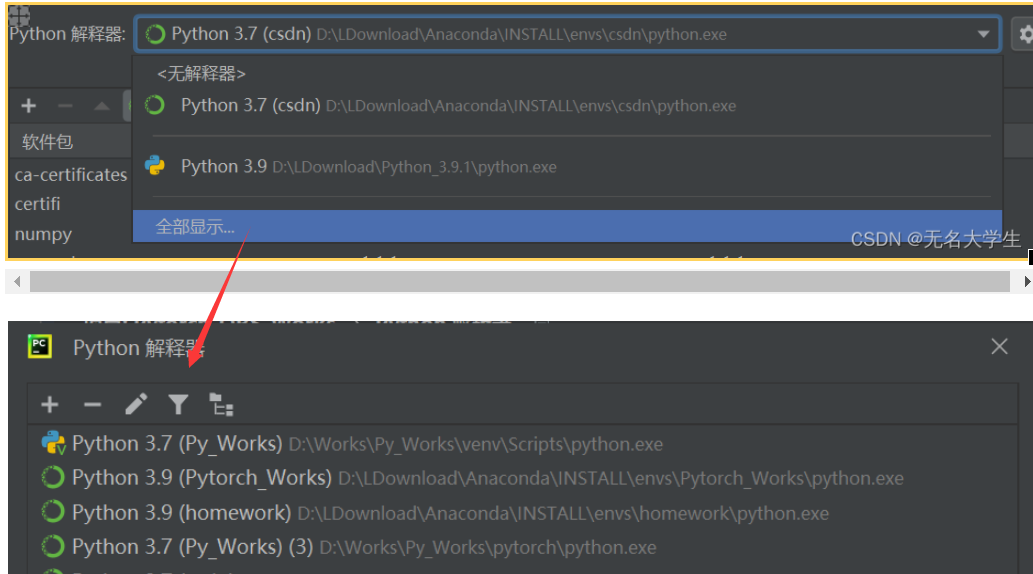 Python 解释器:
Python 3.7 (csdn) D:\LDownload\Anaconda\INSTALL\envs\csdn\python.exe
<无解释器>
Python 3.7 (csdn) D:\LDownload\Anaconda\INSTALL\envs\csdn\python.exe
软件包
ca-certificates
Python 3.9 D:\LDownload\Python_3.9.1\python.exe
certifi
numpy
全部显示...
CSDN @无名大学生
PC
Python 解释器
Python 3.7 (Py_Works) D:\Works\Py_Works\venv\Scripts\python.exe
Python 3.9 (Pytorch_Works) D:\LDownload\Anaconda\INSTALL\envs\Pytorch_Works\python.exe
Python 3.9 (homework) D:\LDownload\Anaconda\INSTALL\envs\homework\python.exe
Python 3.7 (Py_Works) (3) D:\Works\Py_Works\pytorch\python.exe